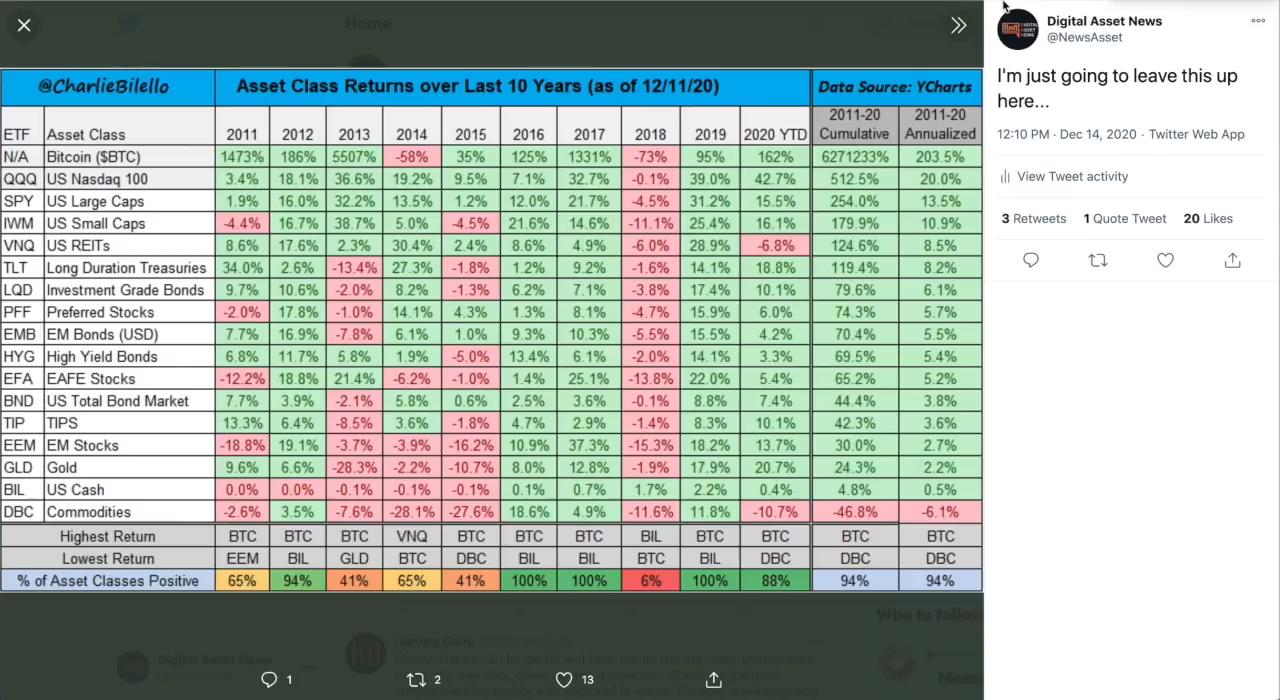 Home
@CharlieBilello Asset Class Returns over Last 10 Years (as of 12/11/20) Data Source: YCharts
ETF Asset Class 2011 2012 2013 2014 2015 2016 2017 2018 2019 2020 YTD 2011-20 Cumulative 2011-20 Annualized
N/A Bitcoin ($BTC) 1473% 186% 5507% -58% 35% 125% 1331% -73% 95% 162% 6271233% 203.5%
QQQ US Nasdaq 100 3.4% 18.1% 36.6% 19.2% 9.5% 7.1% 32.7% -0.1% 39.0% 42.7% 512.5% 20.0%
SPY US Large Caps 1.9% 16.0% 32.2% 13.5% 1.2% 12.0% 21.7% -4.5% 31.2% 15.5% 254.0% 13.5%
IWM US Small Caps -4.4% 16.7% 38.7% 5.0% -4.5% 21.6% 14.6% -11.1% 25.4% 16.1% 179.9% 10.9%
VNQ US REITs 8.6% 17.6% 2.3% 30.4% 2.4% 8.6% 4.9% -6.0% 28.9% -6.8% 124.6% 8.5%
TLT Long Duration Treasuries 34.0% 2.6% -13.4% 27.3% -1.8% 1.2% 9.2% -1.6% 14.1% 18.8% 119.4% 8.2%
LQD Investment Grade Bonds 9.7% 10.6% -2.0% 8.2% -1.3% 6.2% 7.1% -3.8% 17.4% 10.1% 79.6% 6.1%
PFF Preferred Stocks -2.0% 17.8% -1.0% 14.1% 4.3% 1.3% 8.1% -4.7% 15.9% 6.0% 74.3% 5.7%
EMB EM Bonds (USD) 7.7% 16.9% -7.8% 6.1% 1.0% 9.3% 10.3% -5.5% 15.5% 4.2% 70.4% 5.5%
HYG High Yield Bonds 6.8% 11.7% 5.8% 1.9% -5.0% 13.4% 6.1% -2.0% 14.1% 3.3% 69.5% 5.4%
EFA EAFE Stocks -12.2% 18.8% 21.4% -6.2% -1.0% 1.4% 25.1% -13.8% 22.0% 5.4% 65.2% 5.2%
BND US Total Bond Market 7.7% 3.9% -2.1% 5.8% 0.6% 2.5% 3.6% -0.1% 8.8% 7.4% 44.4% 3.8%
TIP TIPS 13.3% 6.4% -8.5% 3.6% -1.8% 4.7% 2.9% -1.4% 8.3% 10.1% 42.3% 3.6%
EEM EM Stocks -18.8% 19.1% -3.7% -3.9% -16.2% 10.9% 37.3% -15.3% 18.2% 13.7% 30.0% 2.7%
GLD Gold 9.6% 6.6% -28.3% -2.2% -10.7% 8.0% 12.8% -1.9% 17.9% 20.7% 24.3% 2.2%
BIL US Cash 0.0% 0.0% -0.1% -0.1% -0.1% 0.1% 0.7% 1.7% 2.2% 0.4% 4.8% 0.5%
DBC Commodities -2.6% 3.5% -7.6% -28.1% -27.6% 18.6% 4.9% -11.6% 11.8% -10.7% -46.8% -6.1%
Highest Return BTC BTC BTC VNQ BTC BTC BTC BIL BTC BTC BTC BTC
Lowest Return EEM BIL GLD BTC DBC BIL BIL BTC BIL DBC DBC DBC
% of Asset Classes Positive 65% 94% 41% 65% 41% 100% 100% 6% 100% 88% 94% 94%
Who to follow
History Daily
Digital Asset News
1 2 13
Digital Asset News
@NewsAsset
I'm just going to leave this up
here...
12:10 PM · Dec 14, 2020 · Twitter Web App
View Tweet activity
3 Retweets 1 Quote Tweet 20 Likes